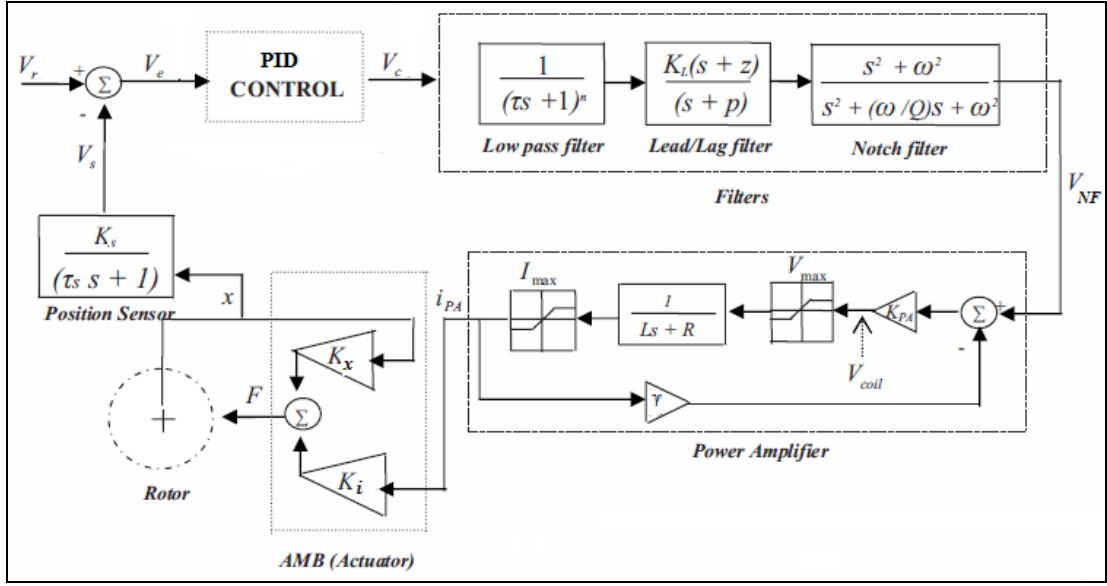 V_r
+
Σ
-
V_e
PID
CONTROL
V_c
1
(τs +1)^n
Low pass filter
K_L(s + z)
(s + p)
Lead/Lag filter
s² + ω²
s² + (ω /Q)s + ω²
Notch filter
Filters
V_NF
V_s
K_s
(τs s + 1)
Position Sensor
x
i_PA
I_max
1
Ls + R
V_max
K_PA
Σ
+
-
V_coil
γ
Power Amplifier
K_x
F
Σ
K_i
Rotor
AMB (Actuator)